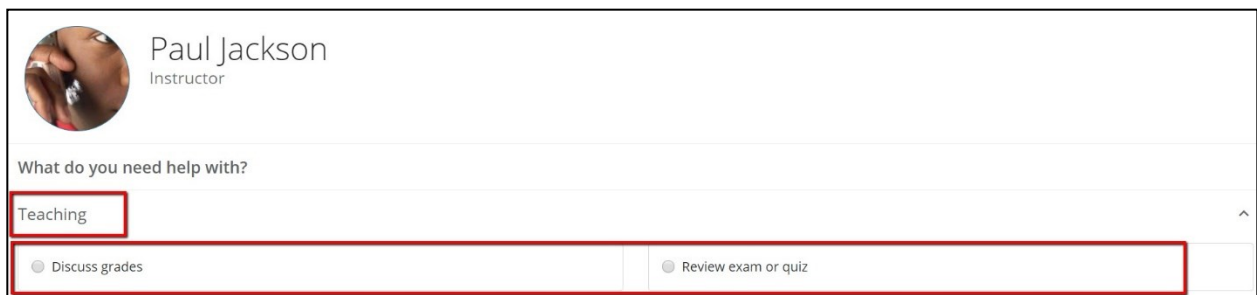 Paul Jackson
Instructor
What do you need help with?
Teaching
Discuss grades
Review exam or quiz